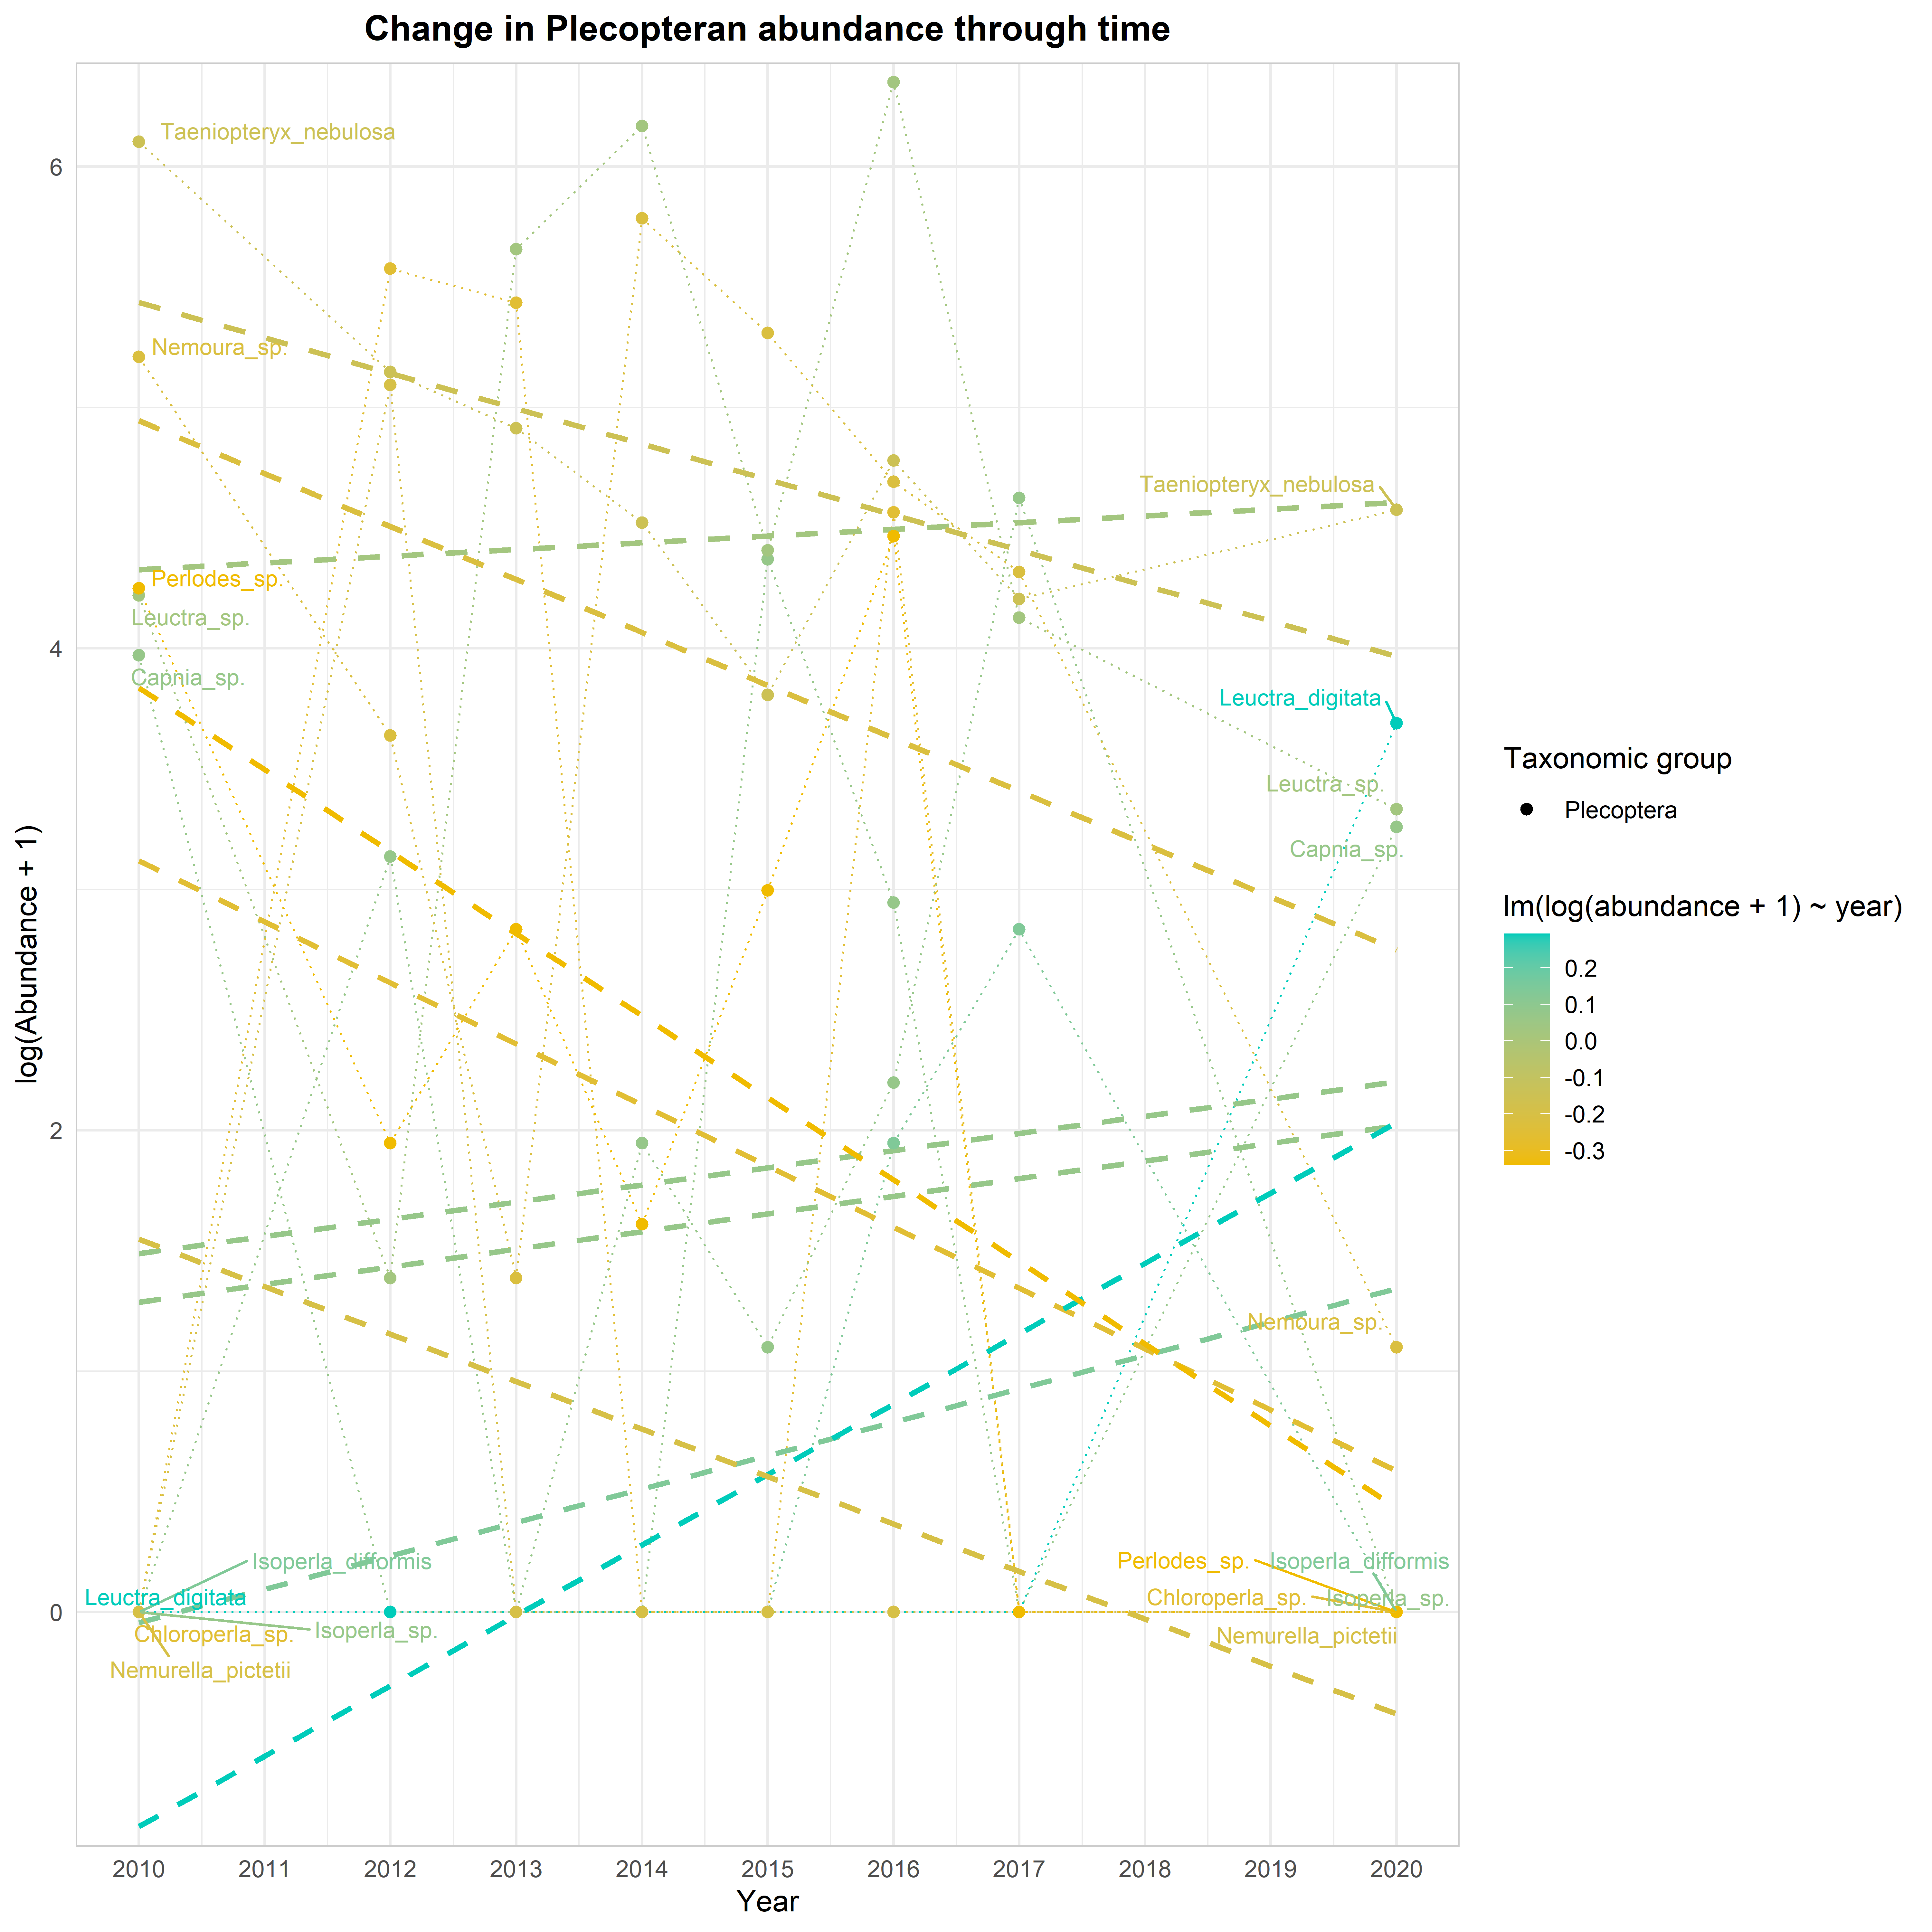 Change in Plecopteran abundance through time
log(Abundance + 1)
6
4
2
0
Taeniopteryx_nebulosa
Nemoura_sp.
Perlodes_sp.
Leuctra_sp.
Capnia_sp.
Isoperla_difformis
Leuctra_digitata
Isoperla_sp.
Chloroperla_sp.
Nemurella_pictetii
Taeniopteryx_nebulosa
Leuctra_digitata
Leuctra_sp.
Capnia_sp.
Nemoura_sp.
Perlodes_sp.
Isoperla_difformis
Chloroperla_sp.
Isoperla_sp.
Nemurella_pictetii
2010 2011 2012 2013 2014 2015 2016 2017 2018 2019 2020
Year
Taxonomic group
Plecoptera
lm(log(abundance + 1) ~ year)
0.2
0.1
0.0
-0.1
-0.2
-0.3